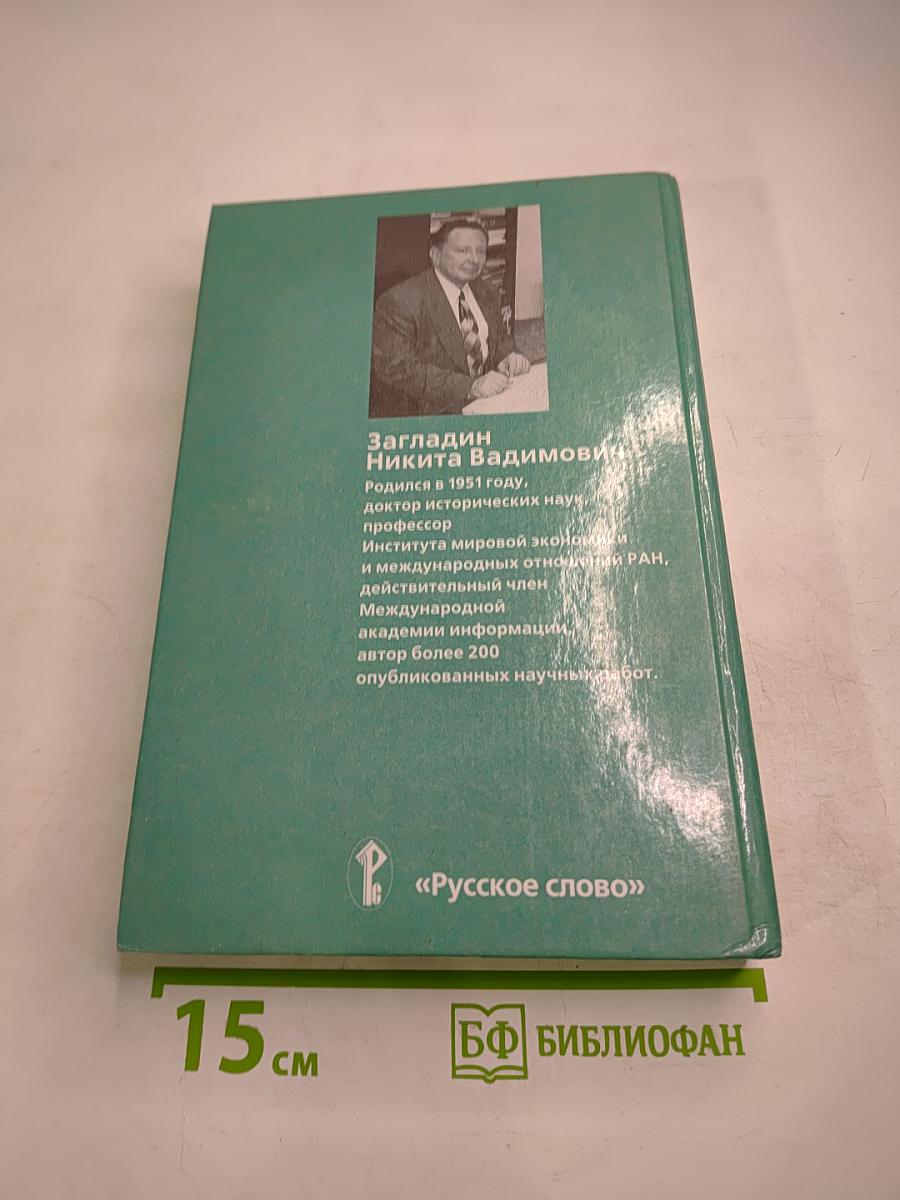 Загладин
Никита Вадимович
Родился в 1951 году,
доктор исторических наук,
профессор
Института мировой экономики
и международных отношений РАН,
действительный член
Международной
академии информации,
автор более 200
опубликованных научных работ.
РС
«Русское слово»
15 см
БФ БИБЛИОФАН